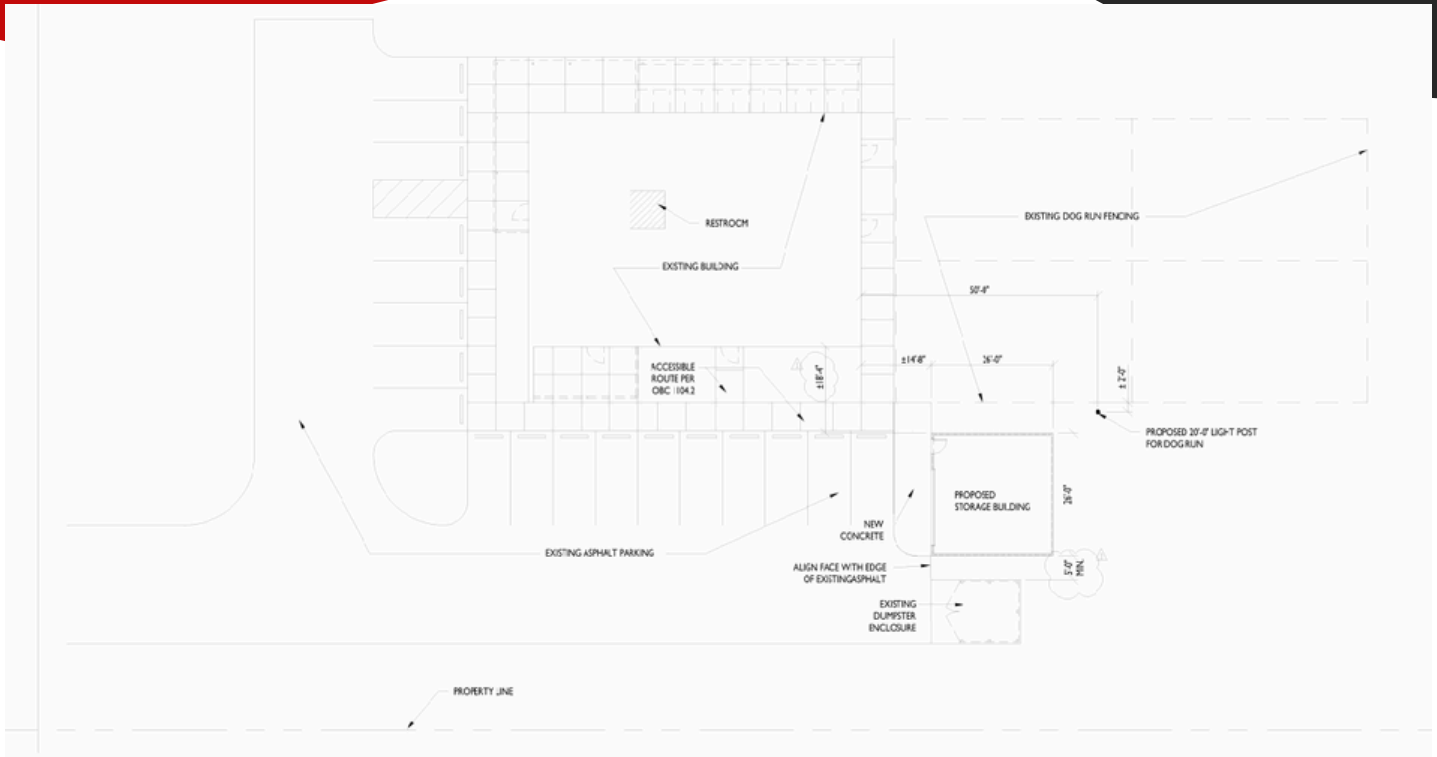 RESTROOM
EXISTING DOG RUN FENCING
EXISTING BUILDING
50'-8"
ACCESSIBLE
ROUTE PER
OBC 1104.2
±18'-4"
±14'-8"
26'-0"
± 2'-0"
PROPOSED 20'-0" LIGHT POST
FOR DOG RUN
PROPOSED
STORAGE BUILDING
26'-0"
NEW
CONCRETE
EXISTING ASPHALT PARKING
ALIGN FACE WITH EDGE
OF EXISTINGASPHALT
5'-0"
MIN.
EXISTING
DUMPSTER
ENCLOSURE
PROPERTY LINE